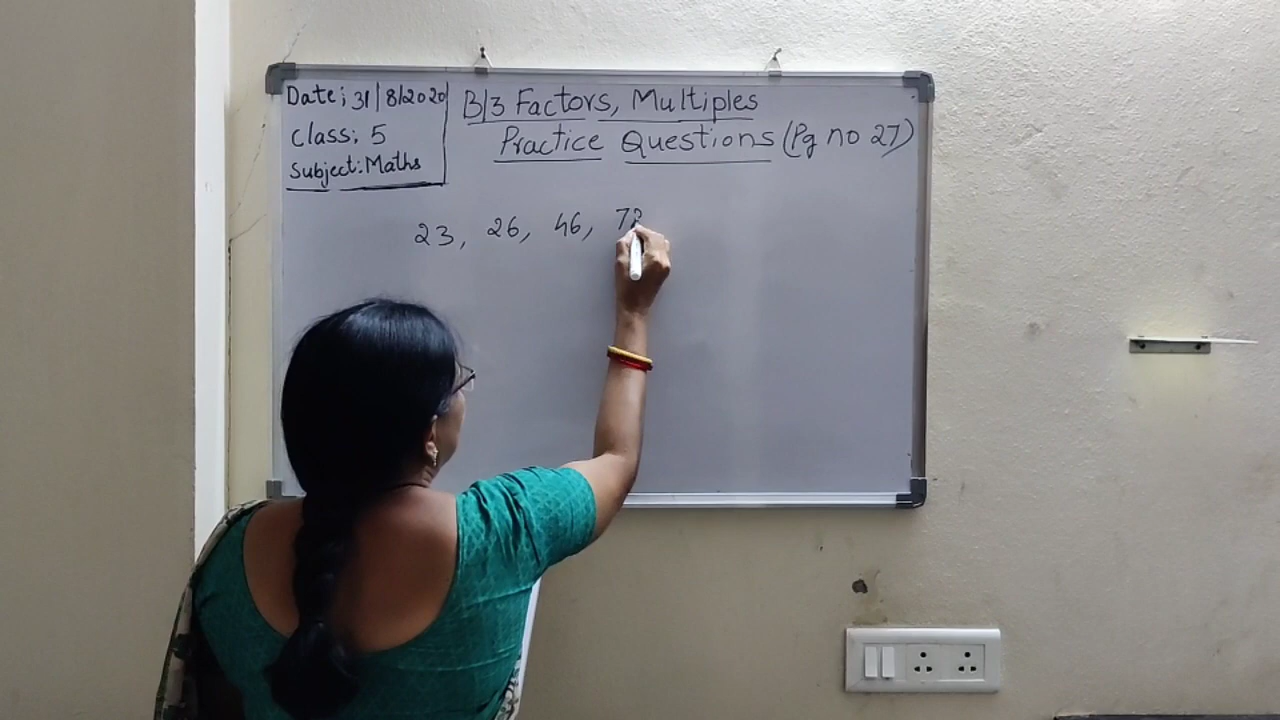 Date; 31/8/2020
Class; 5
Subject: Maths
B/3 Factors, Multiples
Practice Questions (Pg no 27)
23, 26, 46,